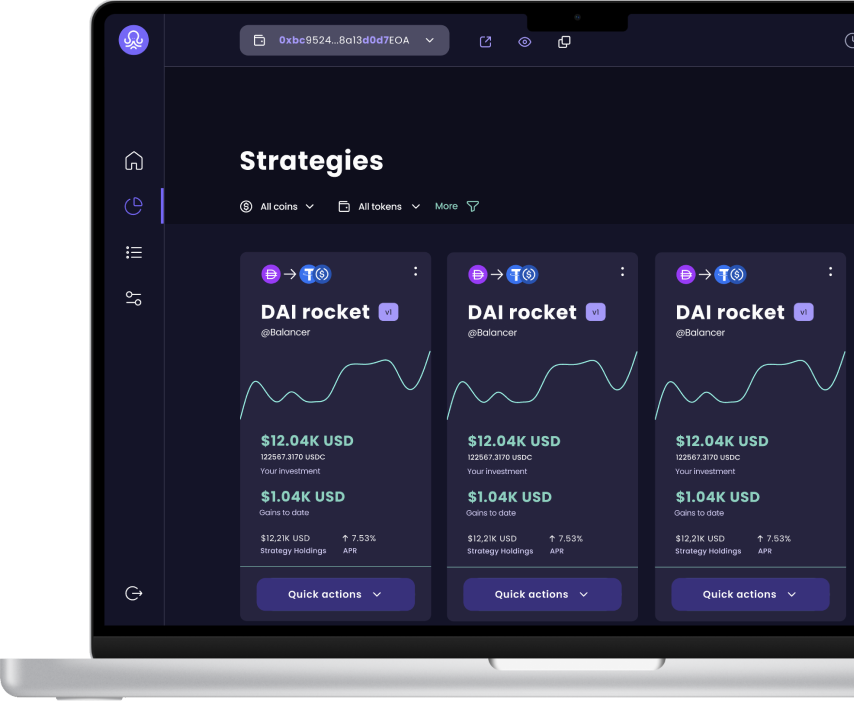 0xbc9524...8a13d0d7EOA
Strategies
All coins
All tokens
More
DAI rocket v1
@Balancer
$12.04K USD
122567.3170 USDC
Your investment
$1.04K USD
Gains to date
$12,21K USD ↑ 7.53%
Strategy Holdings APR
Quick actions
DAI rocket v1
@Balancer
$12.04K USD
122567.3170 USDC
Your investment
$1.04K USD
Gains to date
$12,21K USD ↑ 7.53%
Strategy Holdings APR
Quick actions
DAI rocket v1
@Balancer
$12.04K USD
122567.3170 USDC
Your investment
$1.04K USD
Gains to date
$12,21K USD ↑ 7.53%
Strategy Holdings APR
Quick actions